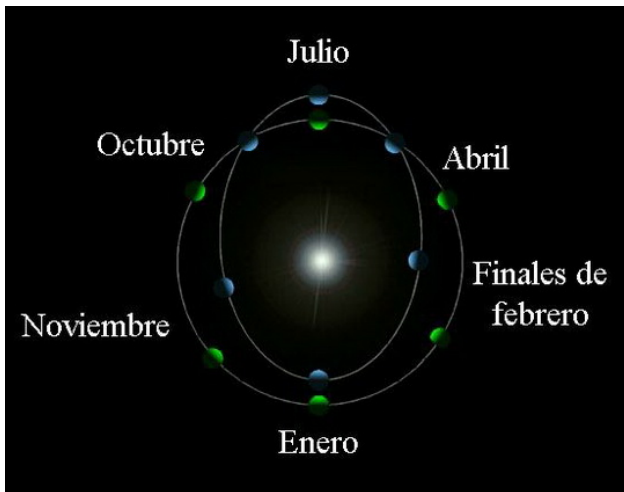 Julio
Octubre
Abril
Finales de
febrero
Noviembre
Enero